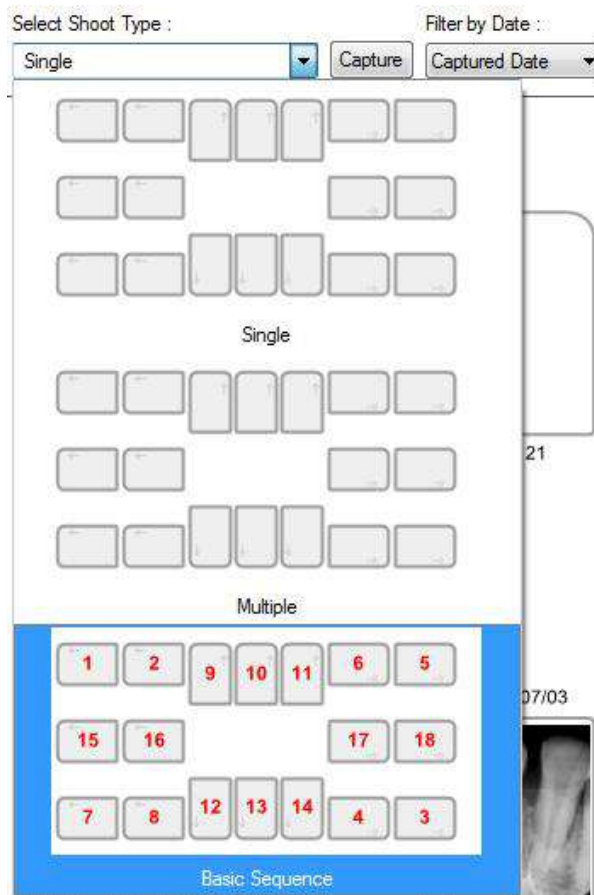 Select Shoot Type : Filter by Date :
Single Capture Captured Date
Single
21
Multiple
1 2 9 10 11 6 5
07/03
15 16 17 18
7 8 12 13 14 4 3
Basic Sequence